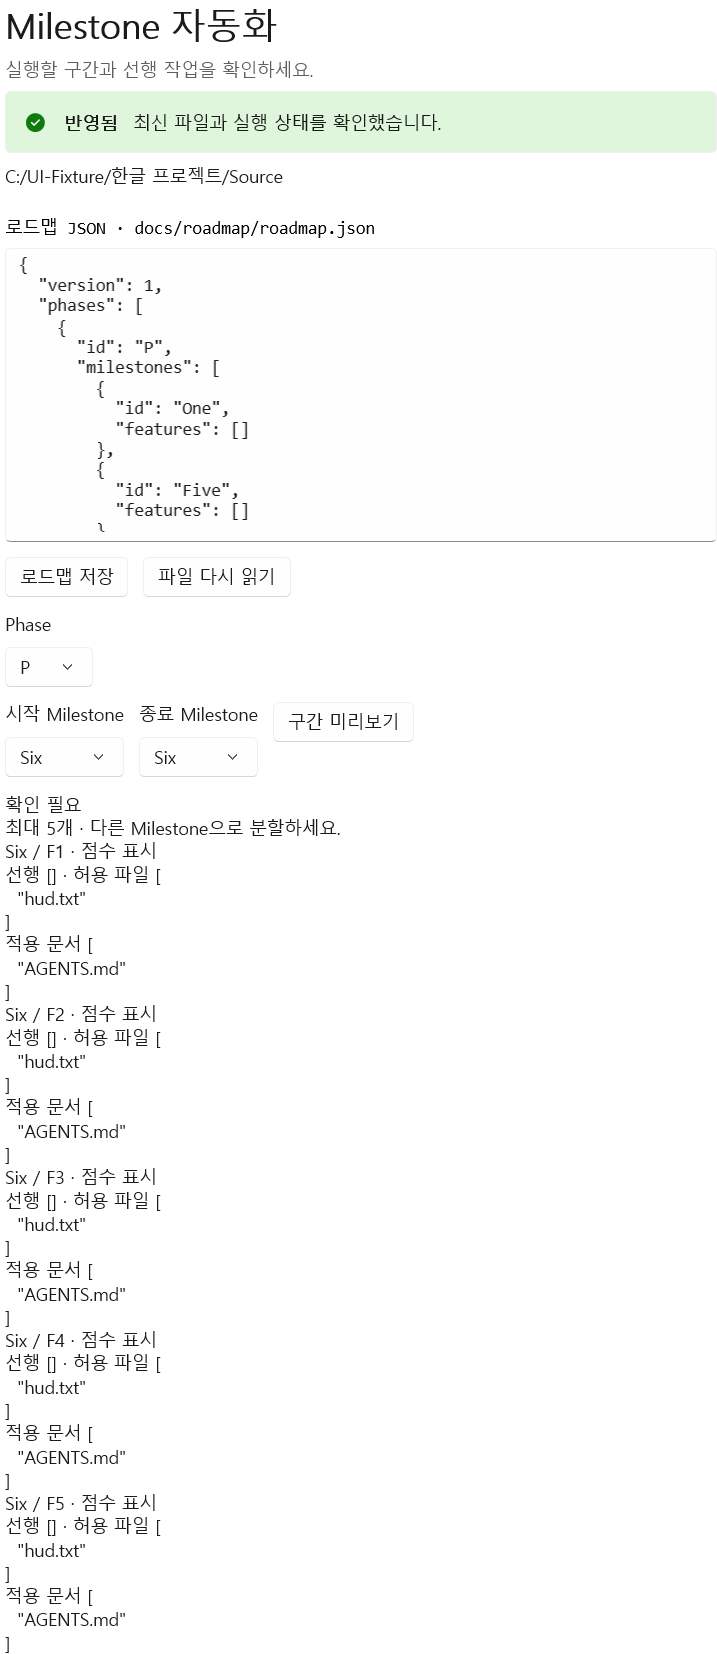 Milestone 자동화
실행할 구간과 선행 작업을 확인하세요.
반영됨 최신 파일과 실행 상태를 확인했습니다.
C:/UI-Fixture/한글 프로젝트/Source
로드맵 JSON · docs/roadmap/roadmap.json
{
"version": 1,
"phases": [
{
"id": "P",
"milestones": [
{
"id": "One",
"features": []
},
{
"id": "Five",
"features": []
}
로드맵 저장 파일 다시 읽기
Phase
P
시작 Milestone 종료 Milestone 구간 미리보기
Six Six
확인 필요
최대 5개 · 다른 Milestone으로 분할하세요.
Six / F1 · 점수 표시
선행 [] · 허용 파일 [
"hud.txt"
]
적용 문서 [
"AGENTS.md"
]
Six / F2 · 점수 표시
선행 [] · 허용 파일 [
"hud.txt"
]
적용 문서 [
"AGENTS.md"
]
Six / F3 · 점수 표시
선행 [] · 허용 파일 [
"hud.txt"
]
적용 문서 [
"AGENTS.md"
]
Six / F4 · 점수 표시
선행 [] · 허용 파일 [
"hud.txt"
]
적용 문서 [
"AGENTS.md"
]
Six / F5 · 점수 표시
선행 [] · 허용 파일 [
"hud.txt"
]
적용 문서 [
"AGENTS.md"
]